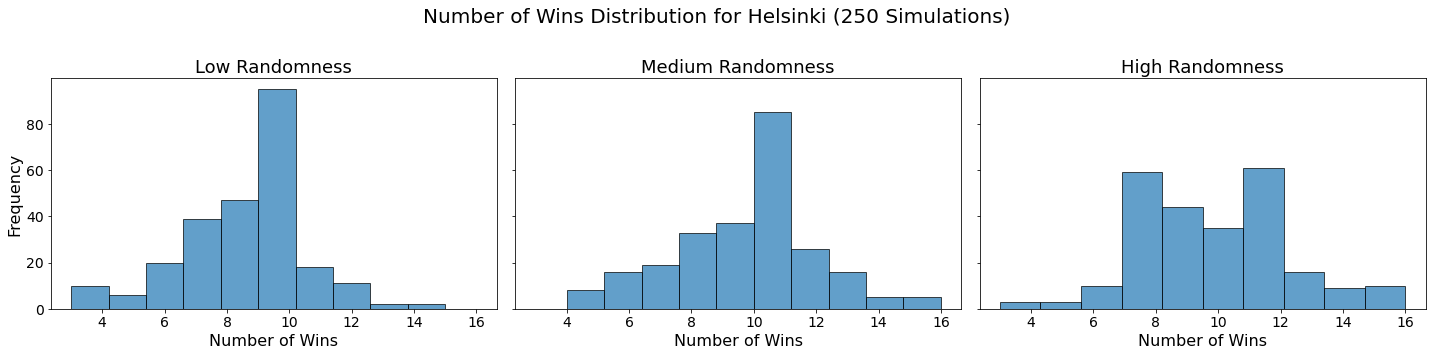 Number of Wins Distribution for Helsinki (250 Simulations)
Low Randomness
Medium Randomness
High Randomness
Frequency
80
60
40
20
0
4 6 8 10 12 14 16
4 6 8 10 12 14 16
4 6 8 10 12 14 16
Number of Wins
Number of Wins
Number of Wins